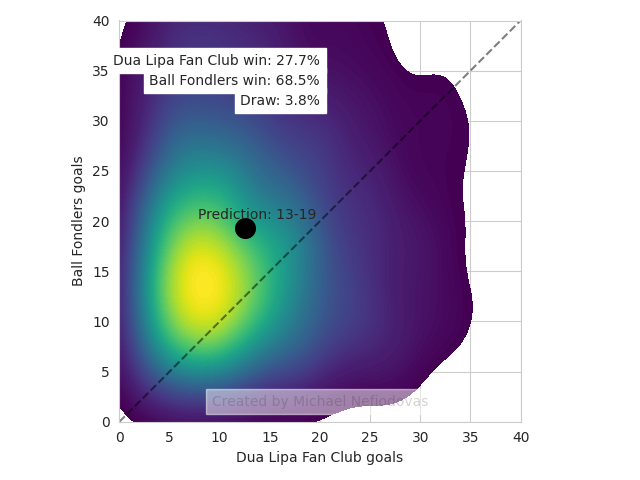 40
35
30
25
20
15
10
5
0
Ball Fondlers goals
Dua Lipa Fan Club win: 27.7%
Ball Fondlers win: 68.5%
Draw: 3.8%
Prediction: 13-19
Created by Michael Nefiodovas
0 5 10 15 20 25 30 35 40
Dua Lipa Fan Club goals